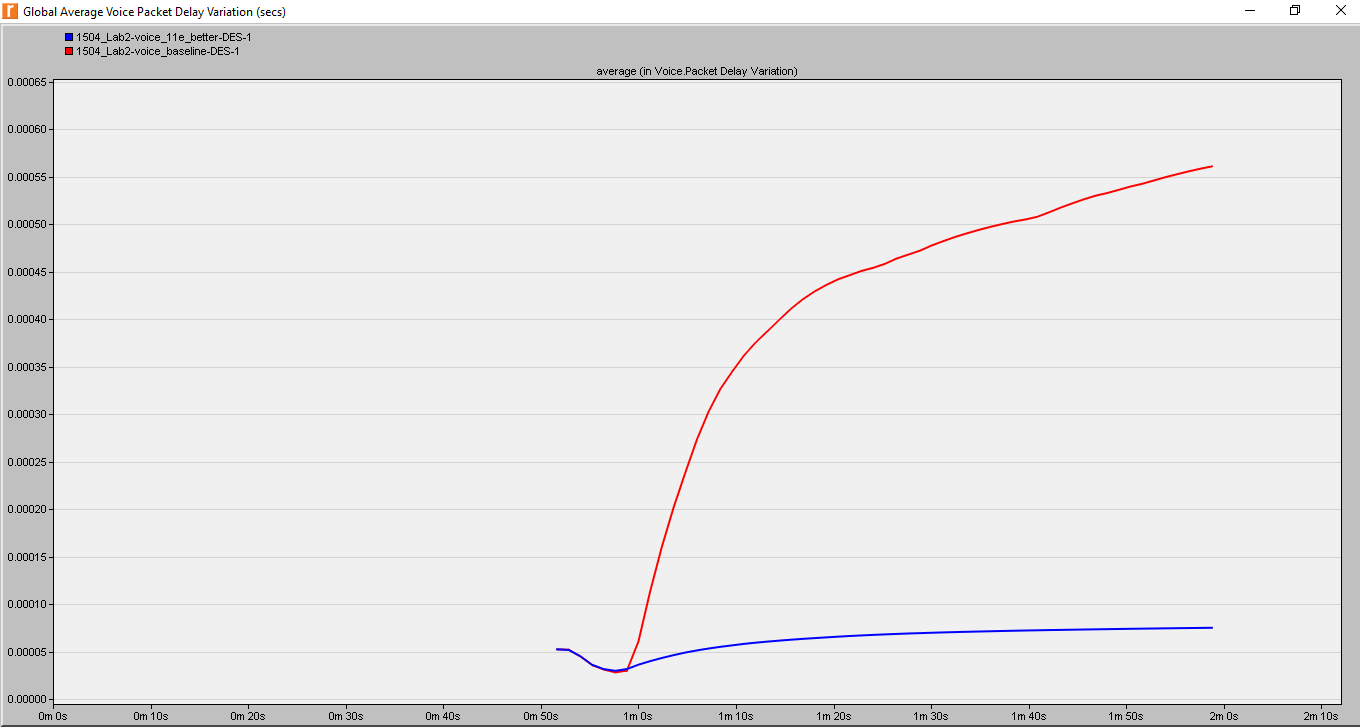 Global Average Voice Packet Delay Variation (secs)
1504_Lab2-voice_11e_better-DES-1
1504_Lab2-voice_baseline-DES-1
average (in Voice.Packet Delay Variation)
0.00065
0.00060
0.00055
0.00050
0.00045
0.00040
0.00035
0.00030
0.00025
0.00020
0.00015
0.00010
0.00005
0.00000
0m 0s 0m 10s 0m 20s 0m 30s 0m 40s 0m 50s 1m 0s 1m 10s 1m 20s 1m 30s 1m 40s 1m 50s 2m 0s 2m 10s